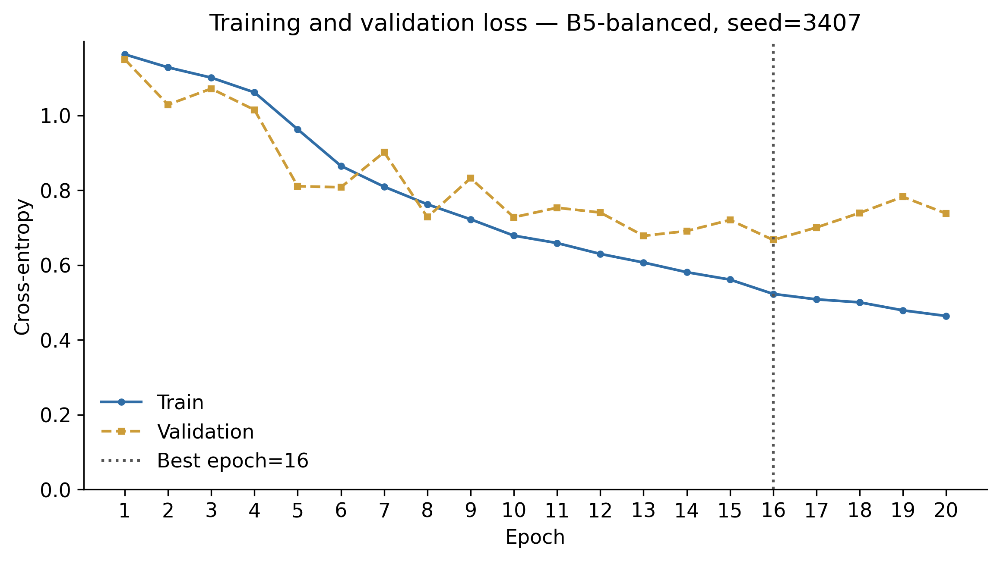 Training and validation loss — B5-balanced, seed=3407
Cross-entropy
1.0
0.8
0.6
0.4
0.2
0.0
Train
Validation
Best epoch=16
1 2 3 4 5 6 7 8 9 10 11 12 13 14 15 16 17 18 19 20
Epoch